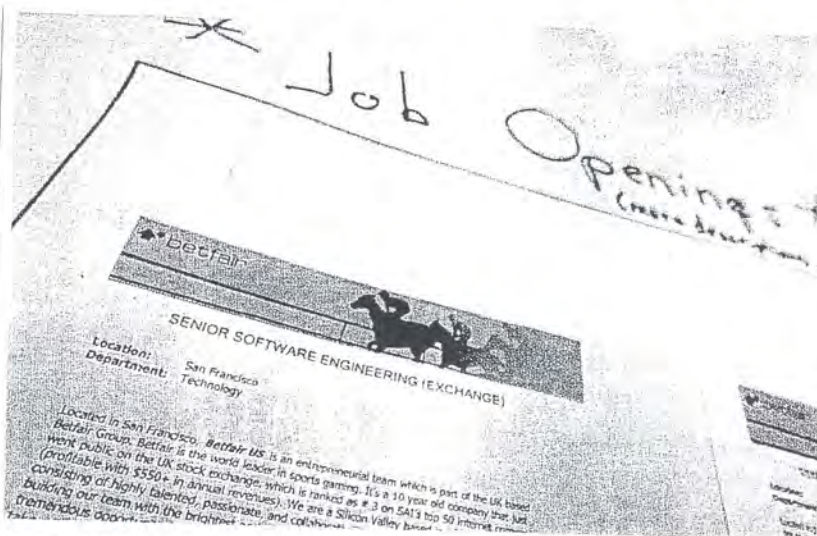 * Job Openings
Create descriptions
betfair
SENIOR SOFTWARE ENGINEERING (EXCHANGE)
Location: San Francisco
Department: Technology
Located in San Francisco, Betfair US is an entrepreneurial team which is part of the UK based
Betfair Group. Betfair is the world leader in sports gaming. It's a 10 year old company that just
went public on the UK stock exchange, which is ranked as # 3 on SAI's top 50 internet
(profitable with $550+ in annual revenues). We are a Silicon Valley based
consisting of highly talented, passionate, and
building our team with the brightest
tremendous
betfair